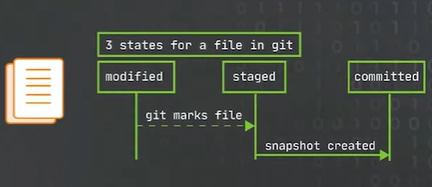 3 states for a file in git
modified
staged
committed
git marks file
snapshot created